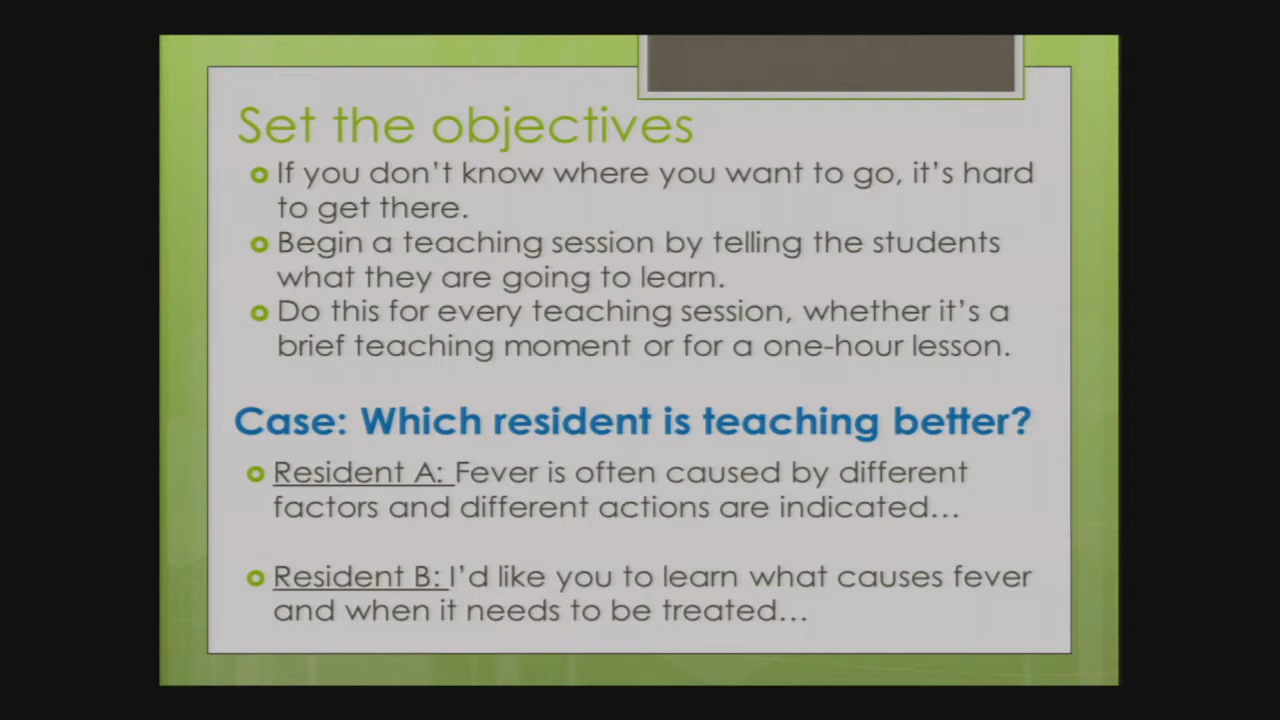 Set the objectives
If you don't know where you want to go, it's hard
to get there.
Begin a teaching session by telling the students
what they are going to learn.
Do this for every teaching session, whether it's a
brief teaching moment or for a one-hour lesson.
Case: Which resident is teaching better?
Resident A: Fever is often caused by different
factors and different actions are indicated…
Resident B: I'd like you to learn what causes fever
and when it needs to be treated…